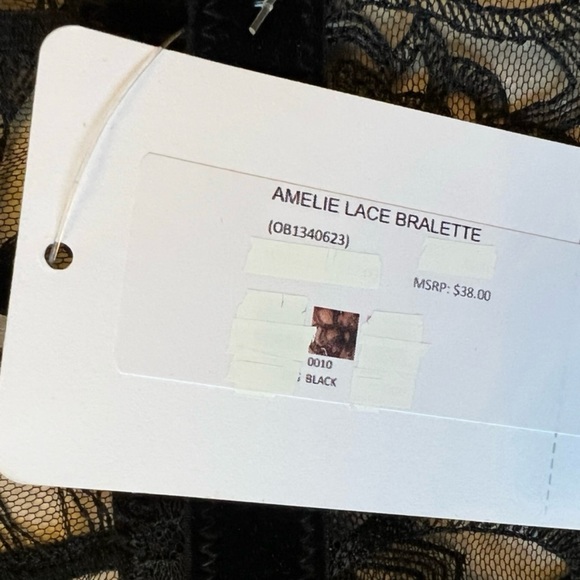 AMELIE LACE BRALETTE
(OB1340623)
MSRP: $38.00
0010
BLACK